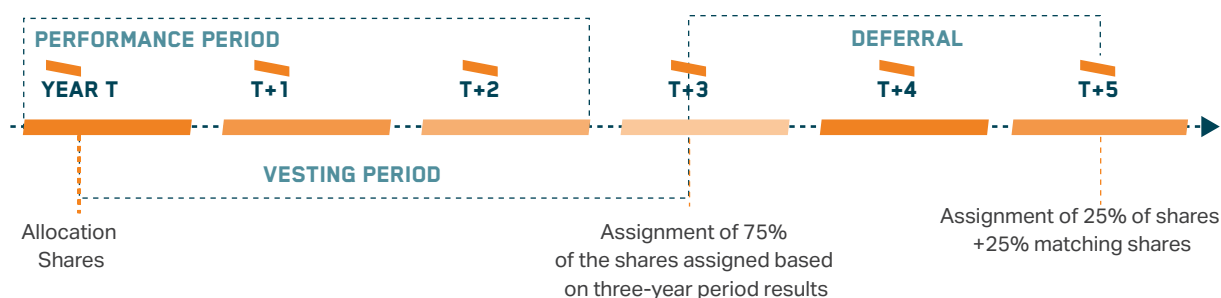 PERFORMANCE PERIOD
DEFERRAL
YEAR T
T+1
T+2
T+3
T+4
T+5
VESTING PERIOD
Allocation
Shares
Assignment of 75%
of the shares assigned based
on three-year period results
Assignment of 25% of shares
+25% matching shares